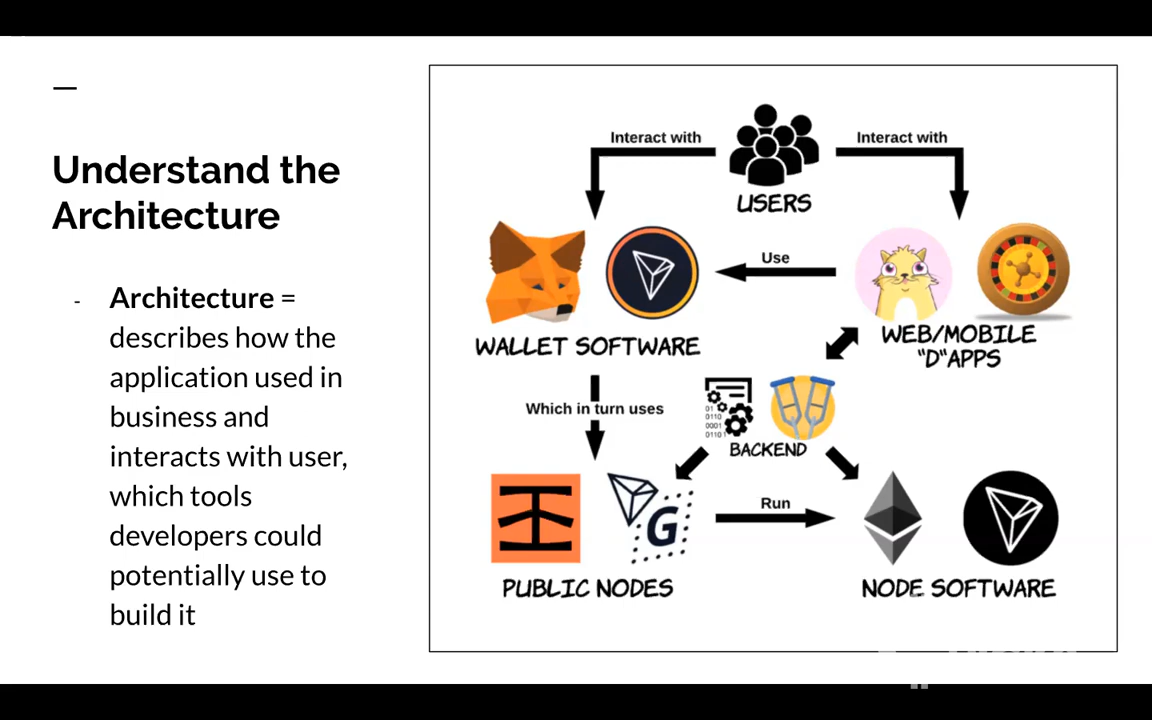 Understand the
Architecture
- Architecture =
describes how the
application used in
business and
interacts with user,
which tools
developers could
potentially use to
build it
Interact with
Interact with
USERS
Use
WALLET SOFTWARE
WEB/MOBILE
"D"APPS
Which in turn uses
01
0110
0001
01101
BACKEND
Run
G
PUBLIC NODES
NODE SOFTWARE